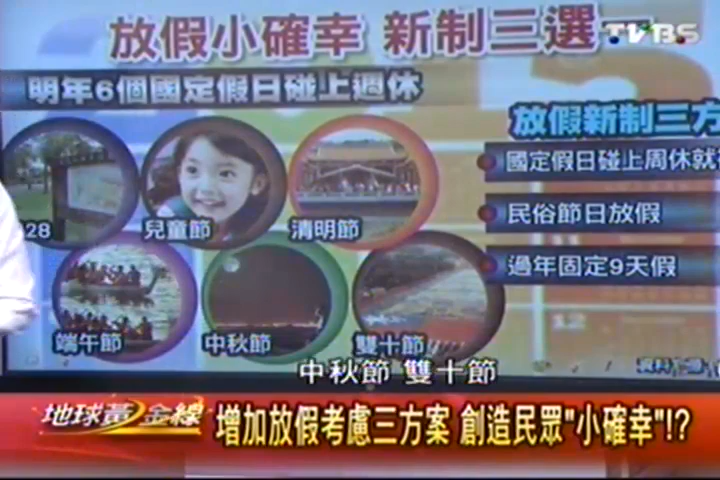 放假小確幸 新制三選
TVBS
明年6個國定假日碰上週休
放假新制三方
國定假日碰上周休就
28
兒童節
清明節
民俗節日放假
過年固定9天假
端午節
中秋節
雙十節
12
中秋節 雙十節
地球黃金線
增加放假考慮三方案 創造民眾"小確幸"!?